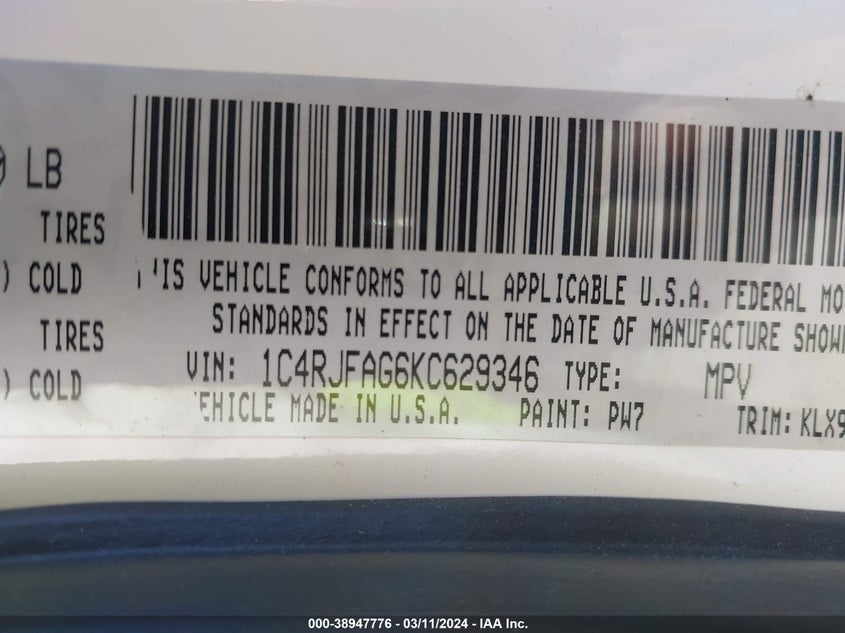 LB
TIRES
) COLD
TIRES
) COLD
'IS VEHICLE CONFORMS TO ALL APPLICABLE U.S.A. FEDERAL MO
STANDARDS IN EFFECT ON THE DATE OF MANUFACTURE SHOW
VIN: 1C4RJFAG6KC629346 TYPE: MPV
EHICLE MADE IN U.S.A. PAINT: PW7 TRIM: KLX9
000-38947776 - 03/11/2024 - IAA Inc.